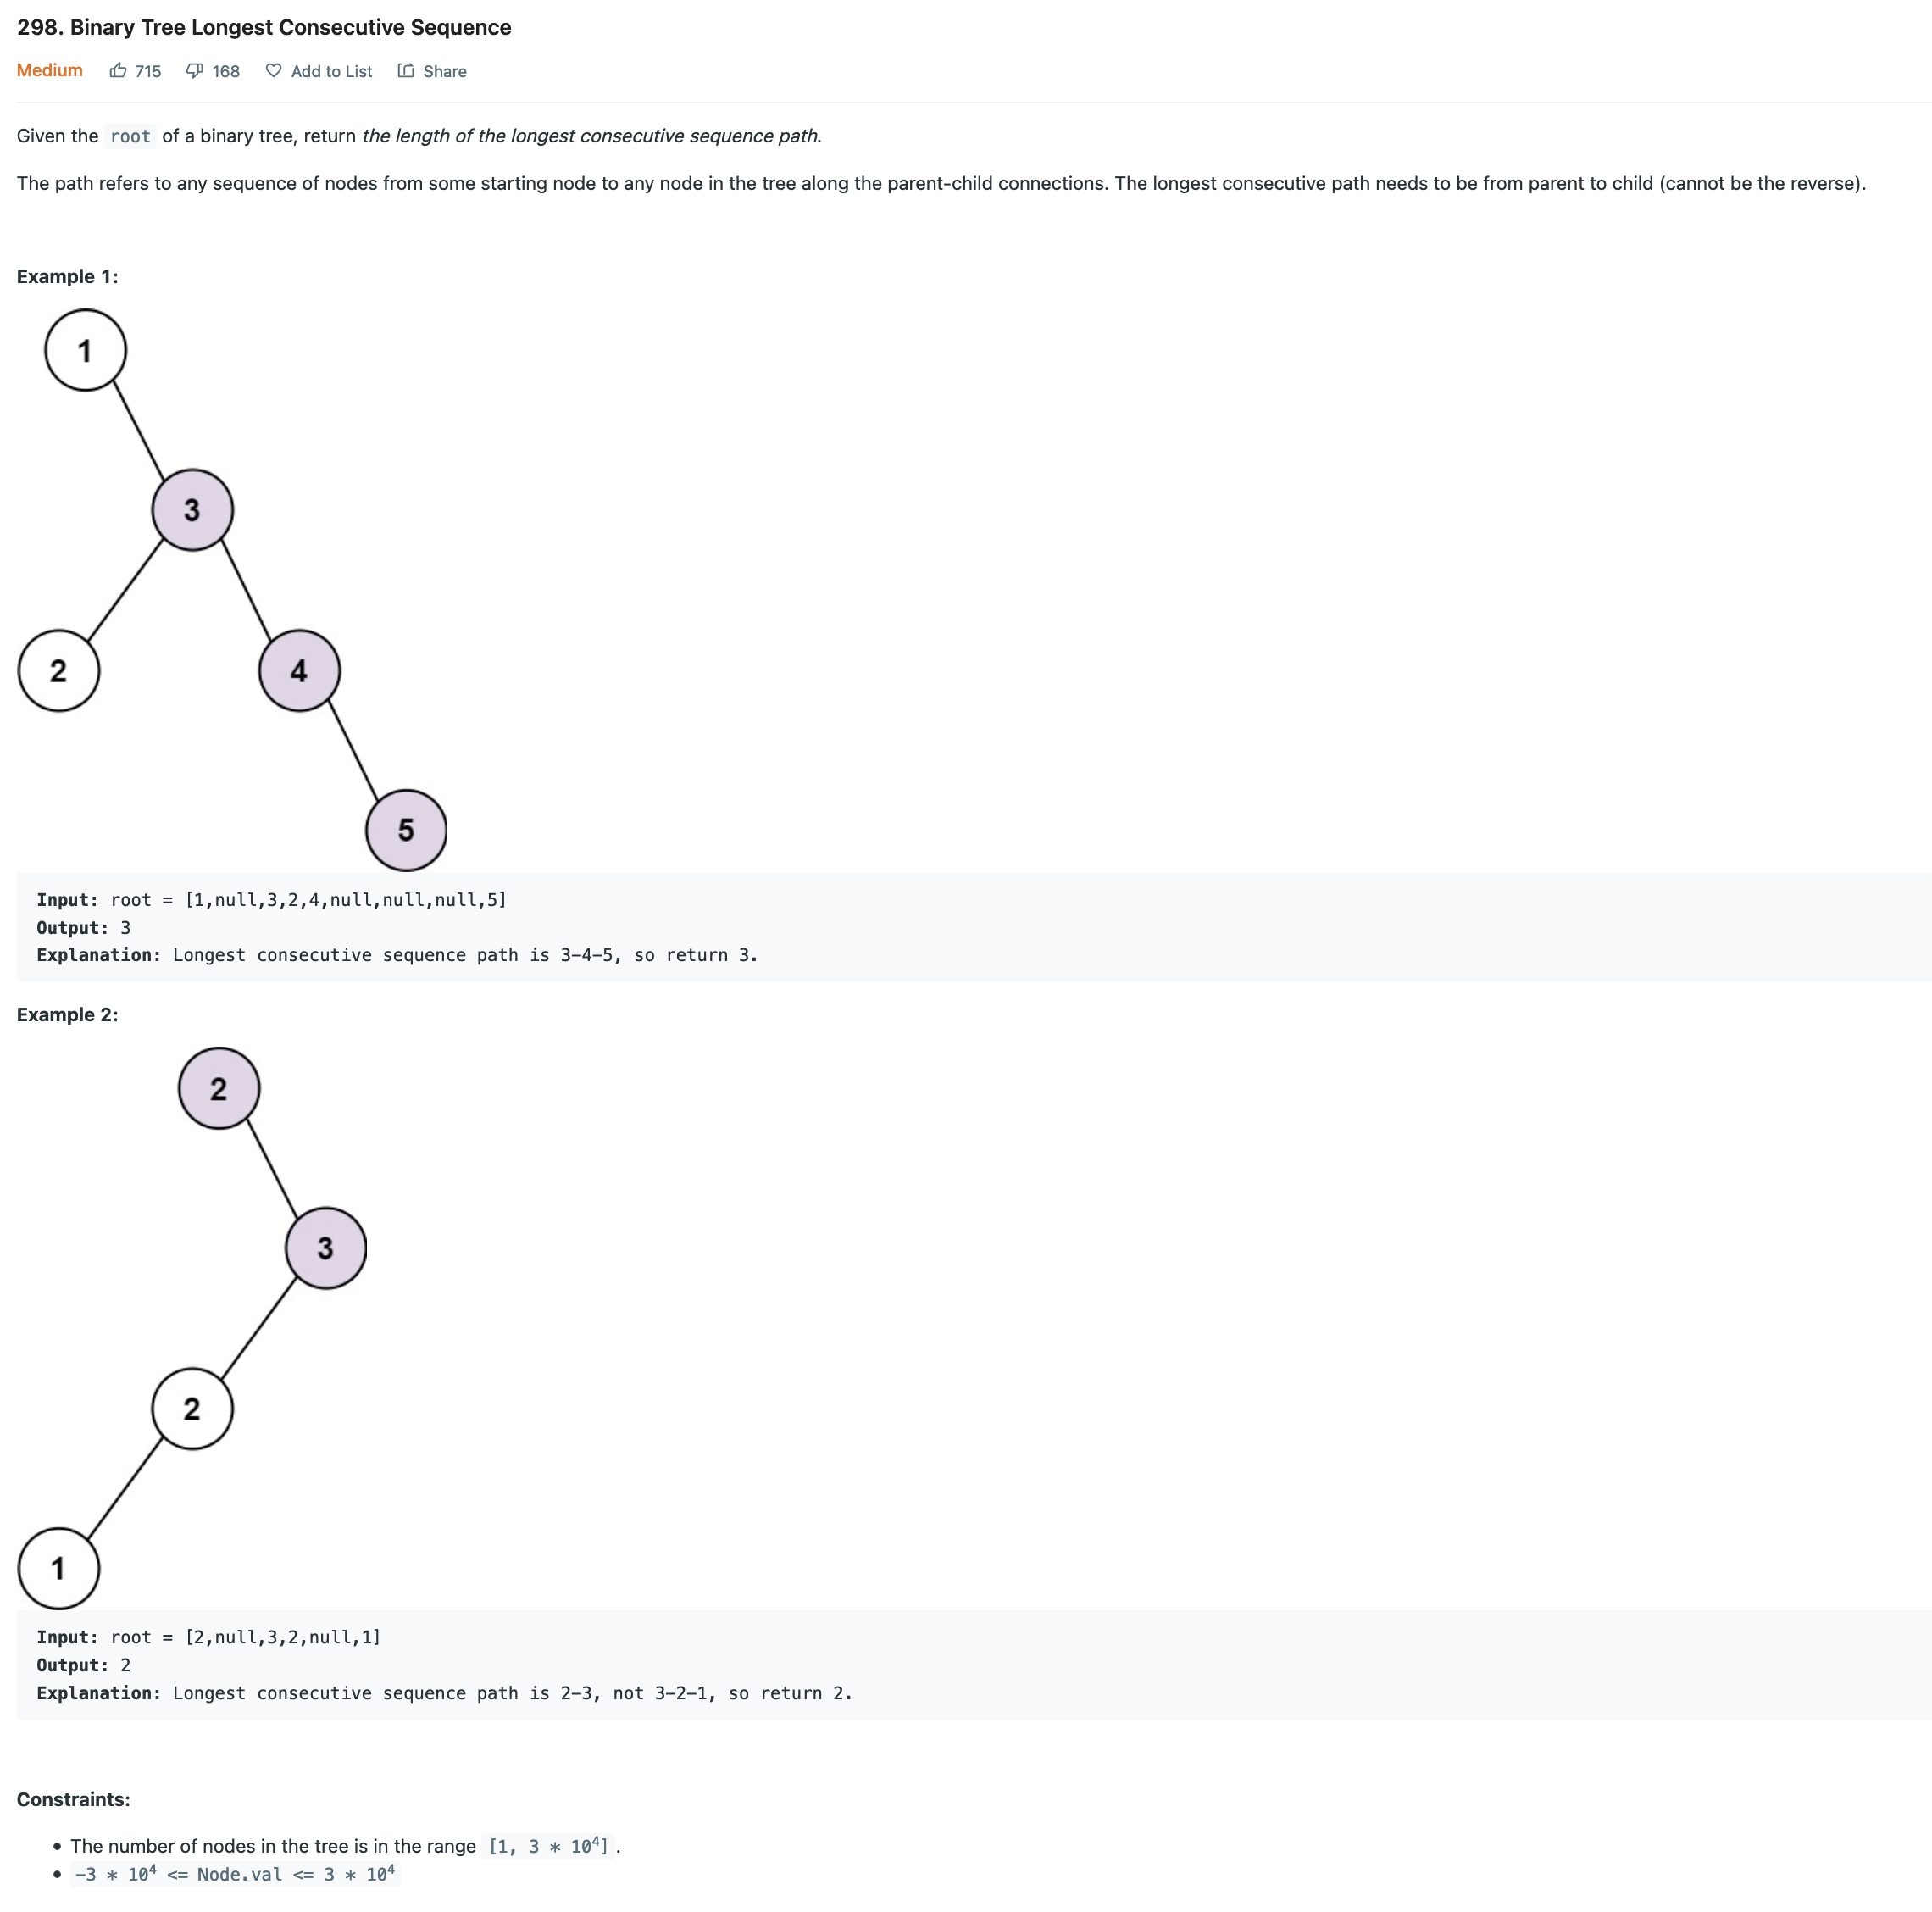 298. Binary Tree Longest Consecutive Sequence
Medium 715 168 Add to List Share
Given the root of a binary tree, return the length of the longest consecutive sequence path.
The path refers to any sequence of nodes from some starting node to any node in the tree along the parent-child connections. The longest consecutive path needs to be from parent to child (cannot be the reverse).
Example 1:
1
3
2 4
5
Input: root = [1,null,3,2,4,null,null,null,5]
Output: 3
Explanation: Longest consecutive sequence path is 3-4-5, so return 3.
Example 2:
2
3
2
1
Input: root = [2,null,3,2,null,1]
Output: 2
Explanation: Longest consecutive sequence path is 2-3, not 3-2-1, so return 2.
Constraints:
• The number of nodes in the tree is in the range [1, 3 * 10⁴].
• -3 * 10⁴ <= Node.val <= 3 * 10⁴